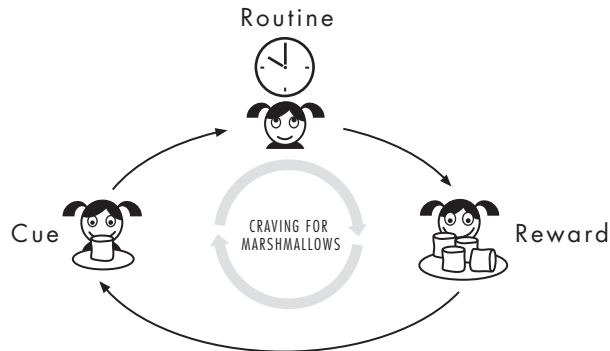 Routine
Cue
CRAVING FOR
MARSHMALLOWS
Reward